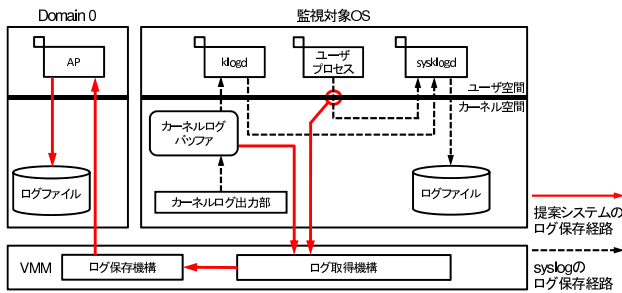 Domain 0
監視対象OS
AP
klogd
ユーザ
プロセス
sysklogd
ユーザ空間
カーネル空間
カーネルログ
バッファ
ログファイル
カーネルログ出力部
ログファイル
提案システムの
ログ保存経路
VMM
ログ保存機構
ログ取得機構
syslogの
ログ保存経路